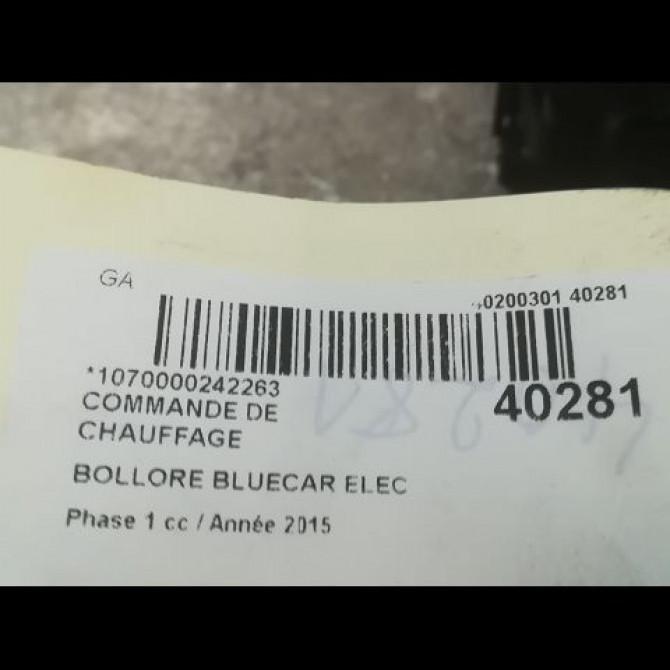 GA
0200301 40281
*1070000242263
40281
COMMANDE DE
CHAUFFAGE
BOLLORE BLUECAR ELEC
Phase 1 cc / Année 2015